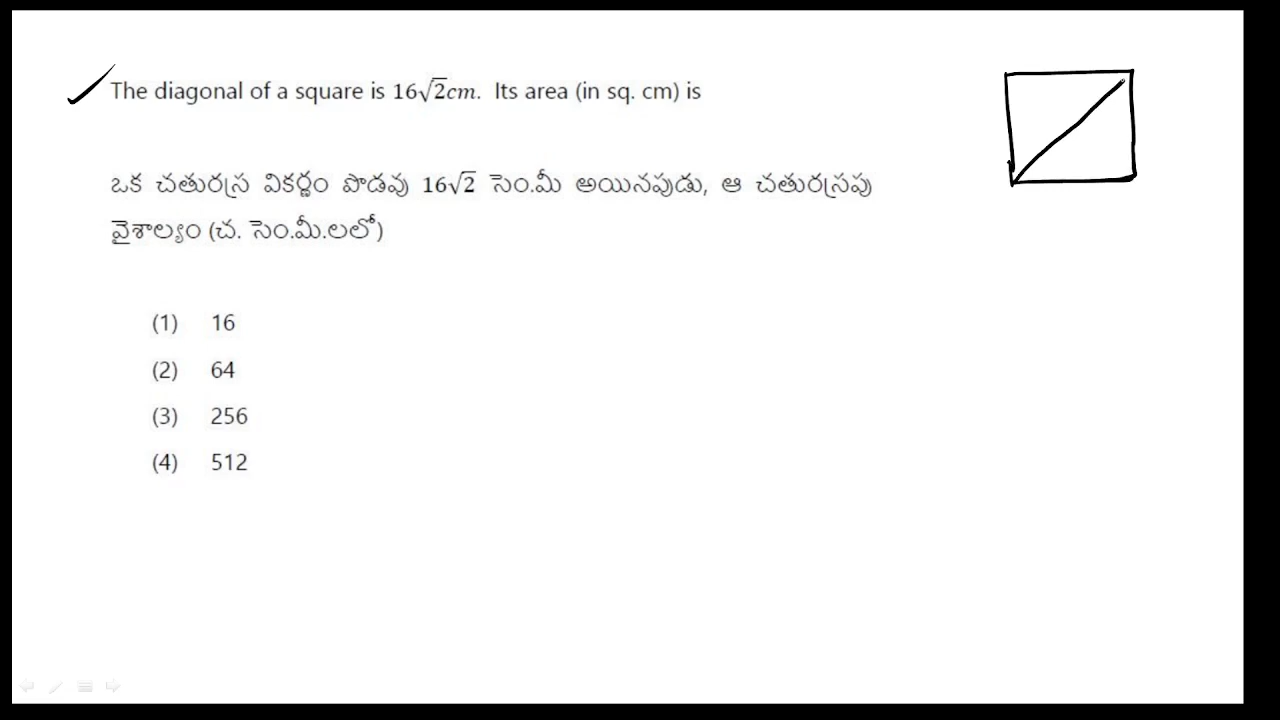 The diagonal of a square is 16√2cm. Its area (in sq. cm) is
ఒక చతురస్ర వికర్ణం పొడవు 16√2 సెం.మీ అయినపుడు, ఆ చతురస్రపు
వైశాల్యం (చ. సెం.మీ.లలో)
(1) 16
(2) 64
(3) 256
(4) 512